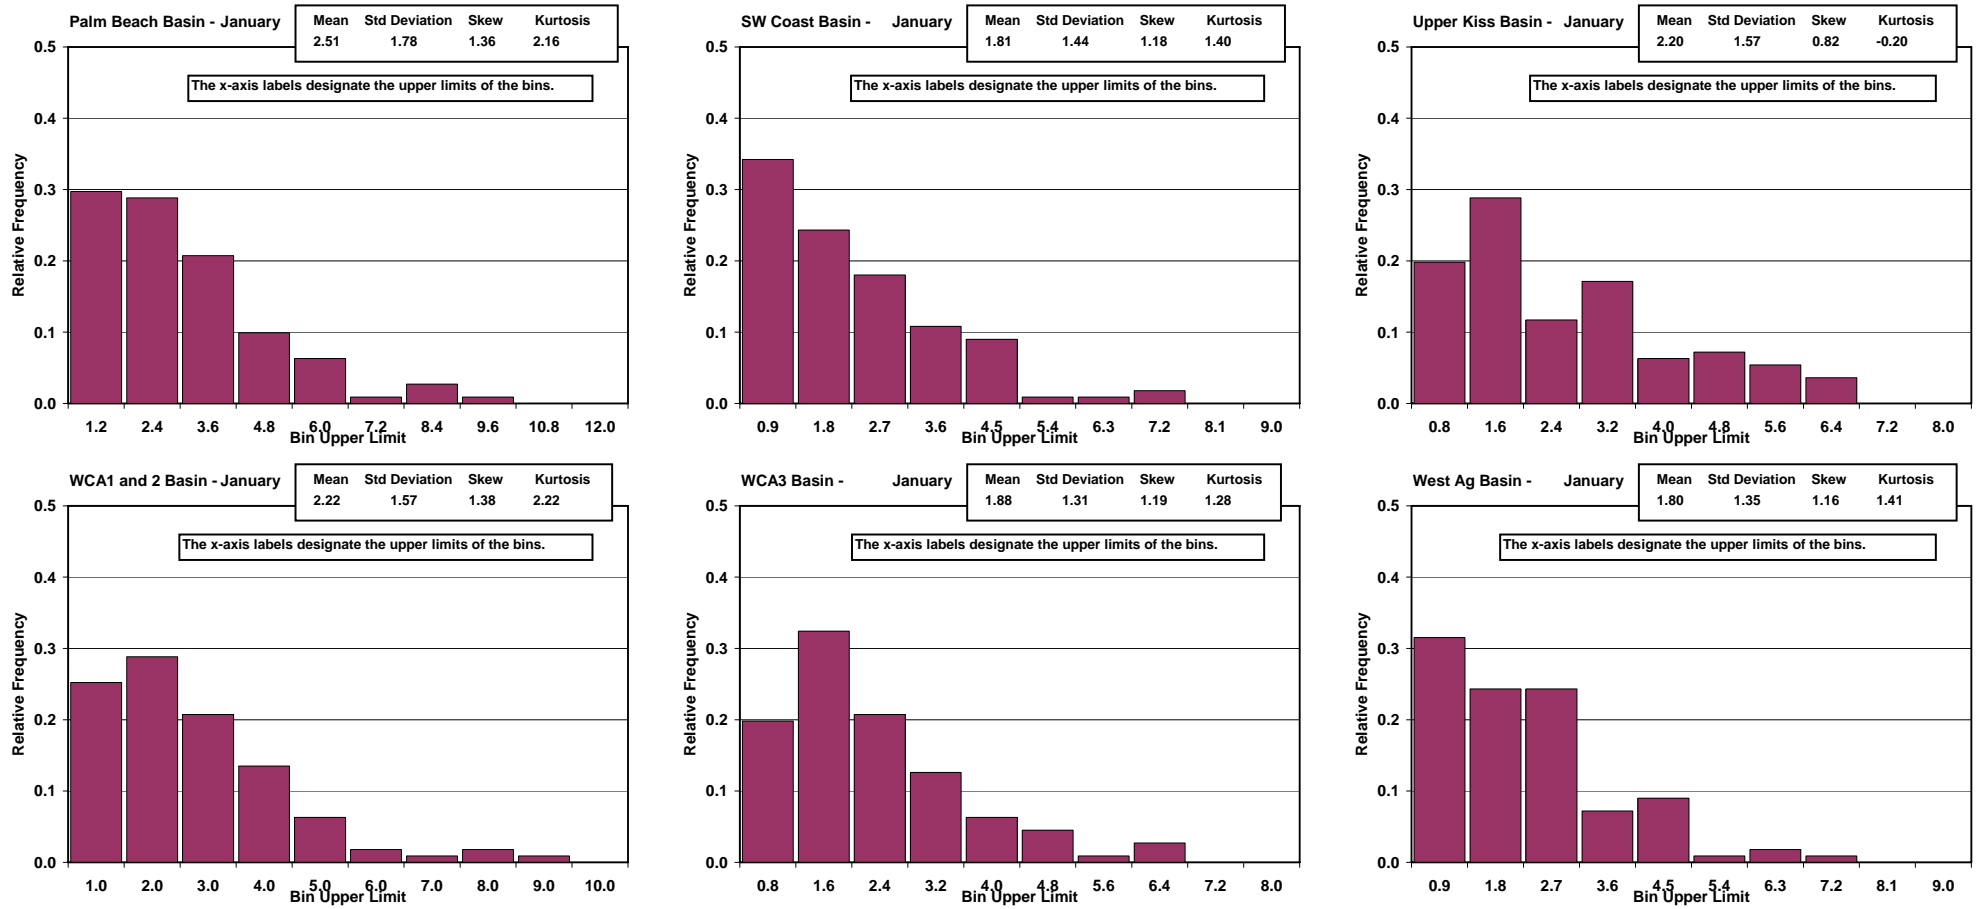 Palm Beach Basin - January
Mean Std Deviation Skew Kurtosis
2.51 1.78 1.36 2.16
The x-axis labels designate the upper limits of the bins.
Relative Frequency
0.5
0.4
0.3
0.2
0.1
0.0
1.2 2.4 3.6 4.8 6.0 7.2 8.4 9.6 10.8 12.0
Bin Upper Limit
SW Coast Basin - January
Mean Std Deviation Skew Kurtosis
1.81 1.44 1.18 1.40
The x-axis labels designate the upper limits of the bins.
Relative Frequency
0.5
0.4
0.3
0.2
0.1
0.0
0.9 1.8 2.7 3.6 4.5 5.4 6.3 7.2 8.1 9.0
Bin Upper Limit
Upper Kiss Basin - January
Mean Std Deviation Skew Kurtosis
2.20 1.57 0.82 -0.20
The x-axis labels designate the upper limits of the bins.
Relative Frequency
0.5
0.4
0.3
0.2
0.1
0.0
0.8 1.6 2.4 3.2 4.0 4.8 5.6 6.4 7.2 8.0
Bin Upper Limit
WCA1 and 2 Basin - January
Mean Std Deviation Skew Kurtosis
2.22 1.57 1.38 2.22
The x-axis labels designate the upper limits of the bins.
Relative Frequency
0.5
0.4
0.3
0.2
0.1
0.0
1.0 2.0 3.0 4.0 5.0 6.0 7.0 8.0 9.0 10.0
Bin Upper Limit
WCA3 Basin - January
Mean Std Deviation Skew Kurtosis
1.88 1.31 1.19 1.28
The x-axis labels designate the upper limits of the bins.
Relative Frequency
0.5
0.4
0.3
0.2
0.1
0.0
0.8 1.6 2.4 3.2 4.0 4.8 5.6 6.4 7.2 8.0
Bin Upper Limit
West Ag Basin - January
Mean Std Deviation Skew Kurtosis
1.80 1.35 1.16 1.41
The x-axis labels designate the upper limits of the bins.
Relative Frequency
0.5
0.4
0.3
0.2
0.1
0.0
0.9 1.8 2.7 3.6 4.5 5.4 6.3 7.2 8.1 9.0
Bin Upper Limit